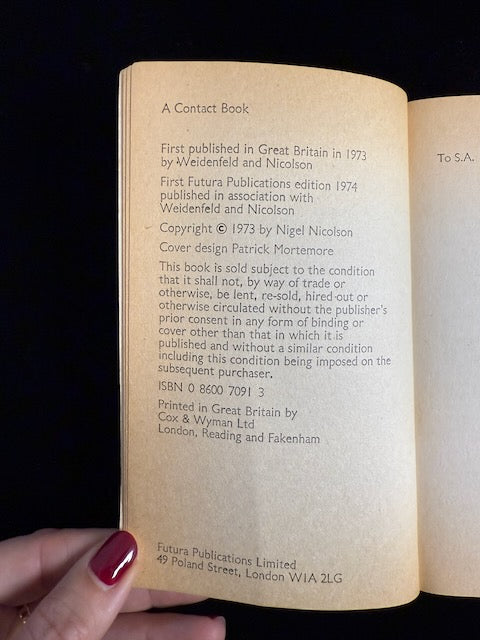 A Contact Book
First published in Great Britain in 1973
by Weidenfeld and Nicolson
First Futura Publications edition 1974
published in association with
Weidenfeld and Nicolson
Copyright © 1973 by Nigel Nicolson
Cover design Patrick Mortemore
This book is sold subject to the condition
that it shall not, by way of trade or
otherwise, be lent, re-sold, hired out or
otherwise circulated without the publisher's
prior consent in any form of binding or
cover other than that in which it is
published and without a similar condition
including this condition being imposed on the
subsequent purchaser.
ISBN 0 8600 7091 3
Printed in Great Britain by
Cox & Wyman Ltd
London, Reading and Fakenham
Futura Publications Limited
49 Poland Street, London W1A 2LG
To S.A.